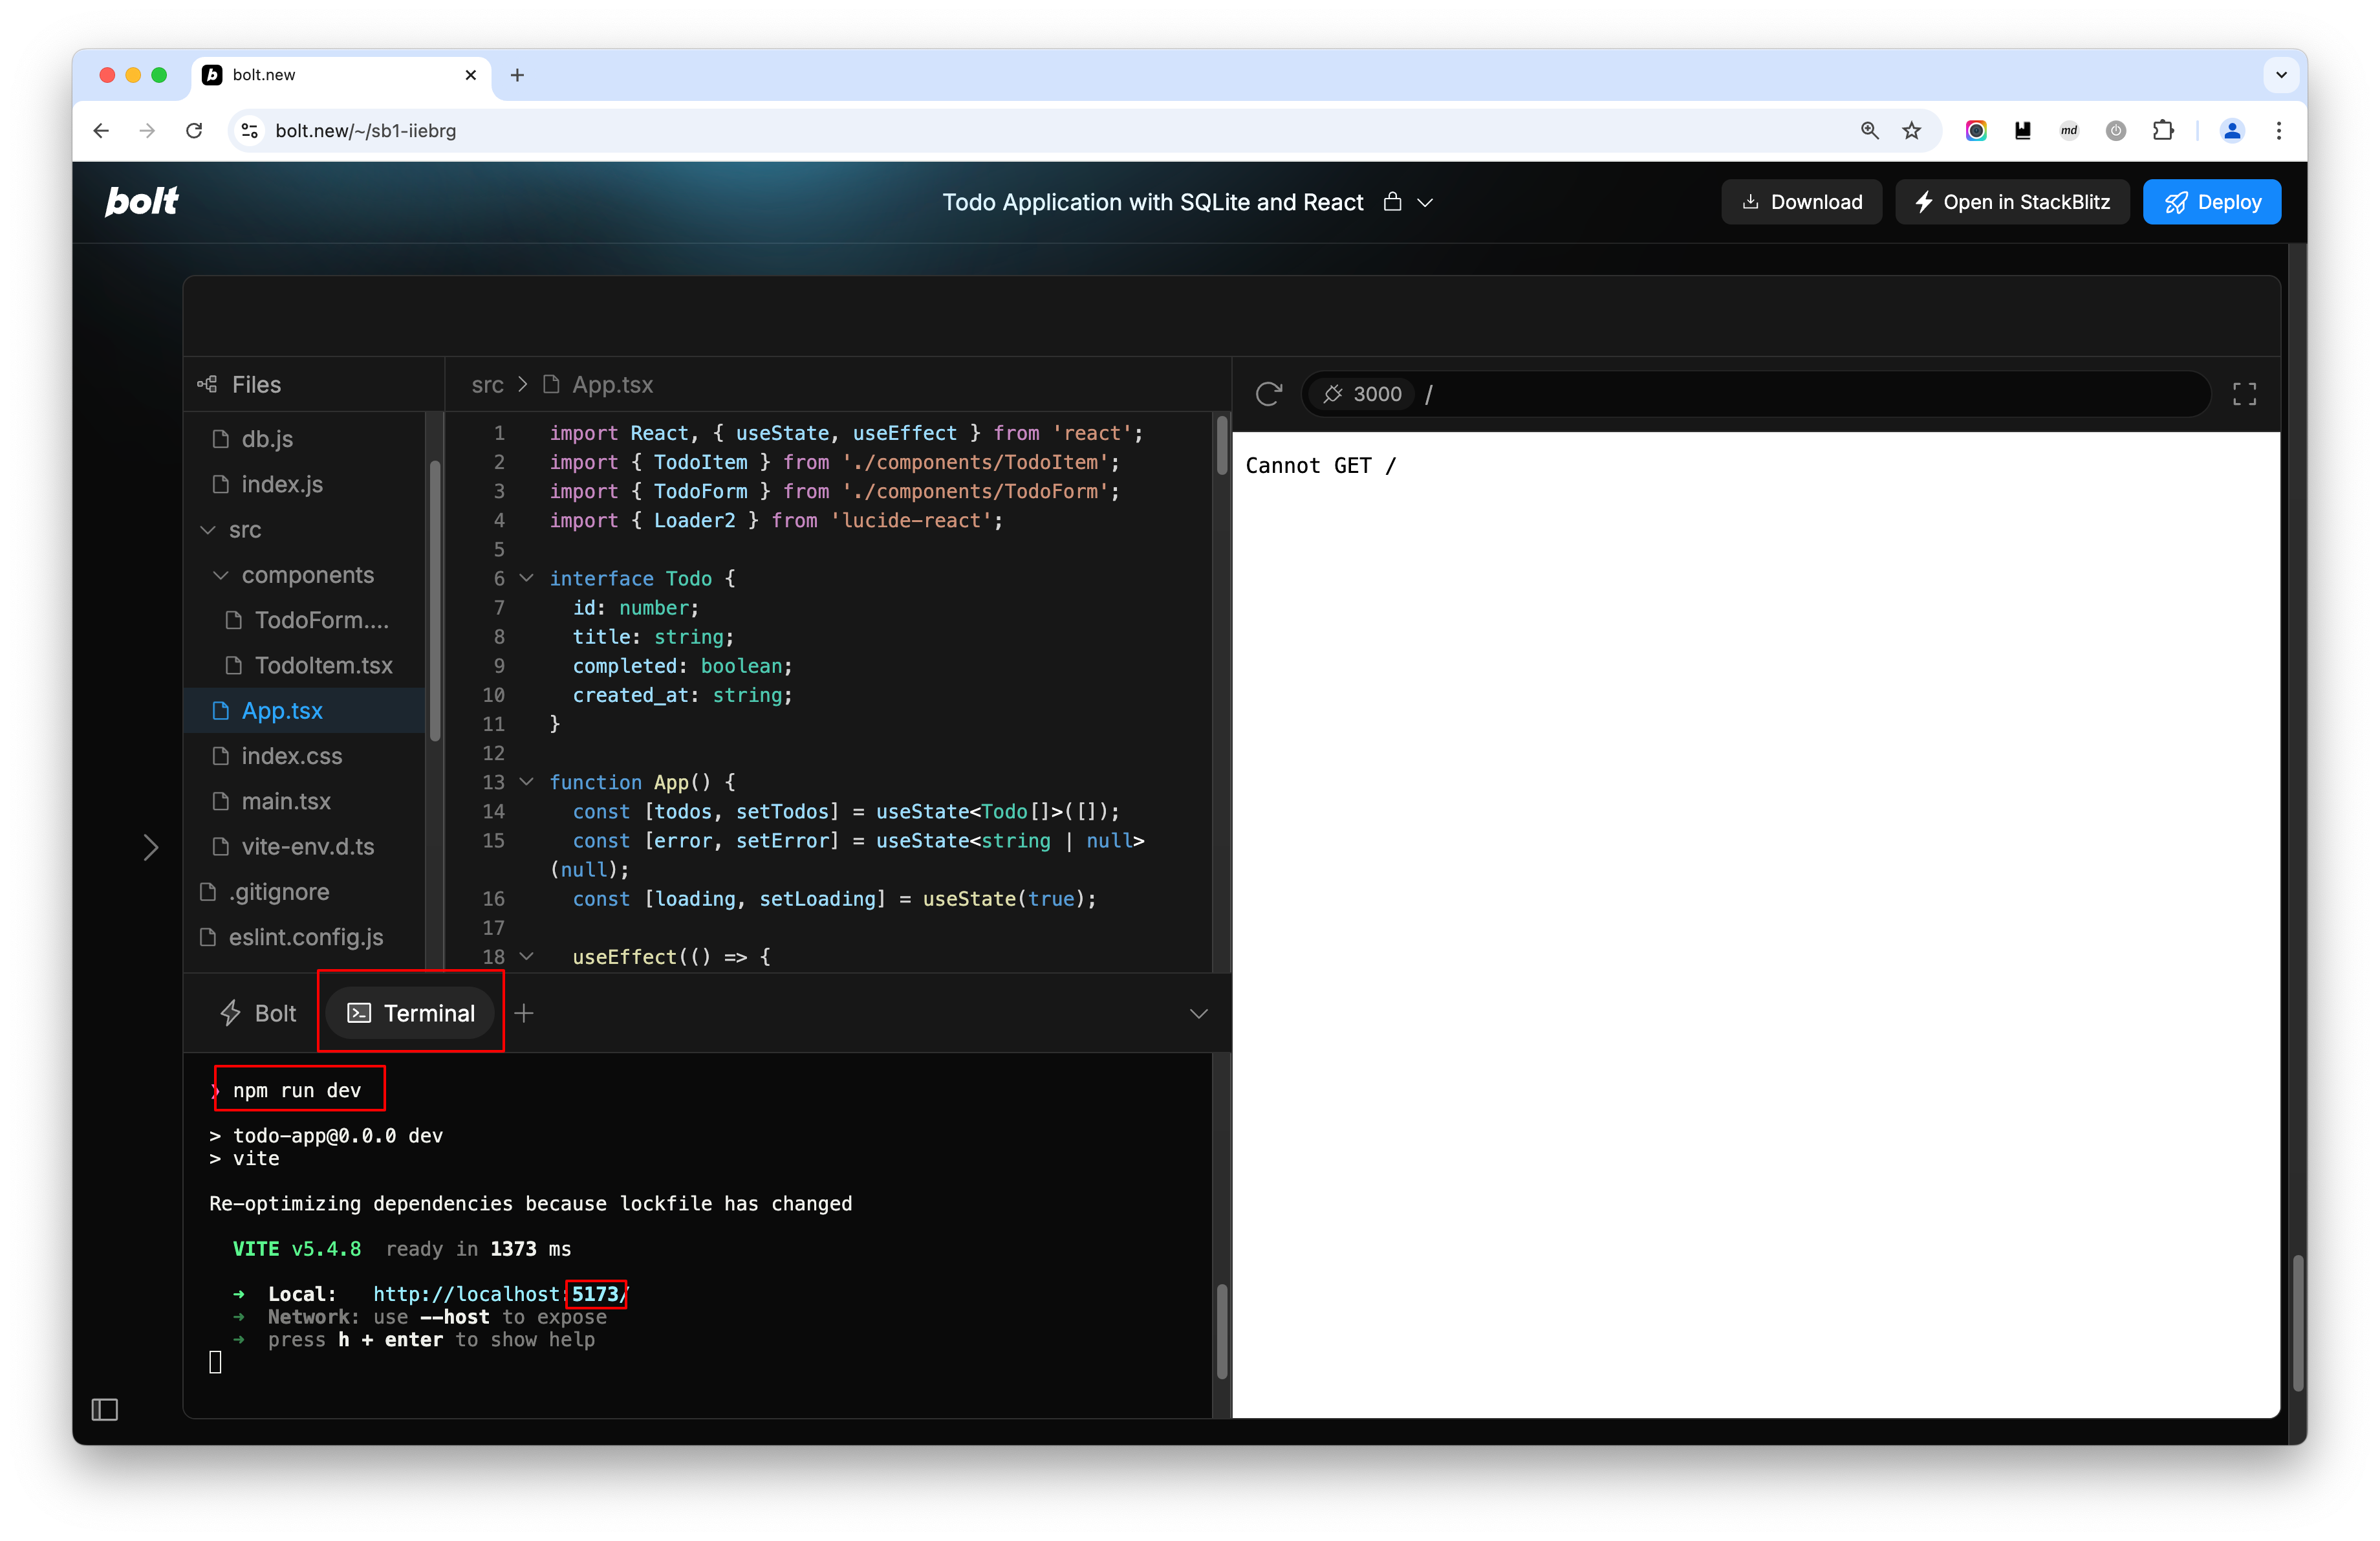 bolt.new
bolt.new/~/sb1-iiebrg
md
bolt
Todo Application with SQLite and React
Download
Open in StackBlitz
Deploy
Files
db.js
index.js
src
components
TodoForm....
TodoItem.tsx
App.tsx
index.css
main.tsx
vite-env.d.ts
.gitignore
eslint.config.js
src > App.tsx
1 import React, { useState, useEffect } from 'react';
2 import { TodoItem } from './components/TodoItem';
3 import { TodoForm } from './components/TodoForm';
4 import { Loader2 } from 'lucide-react';
5
6 interface Todo {
7 id: number;
8 title: string;
9 completed: boolean;
10 created_at: string;
11 }
12
13 function App() {
14 const [todos, setTodos] = useState<Todo[]>([]);
15 const [error, setError] = useState<string | null>
(null);
16 const [loading, setLoading] = useState(true);
17
18 useEffect(() => {
3000 /
Cannot GET /
Bolt
Terminal
❯ npm run dev
> todo-app@0.0.0 dev
> vite
Re-optimizing dependencies because lockfile has changed
VITE v5.4.8 ready in 1373 ms
➜ Local: http://localhost:5173/
➜ Network: use --host to expose
➜ press h + enter to show help